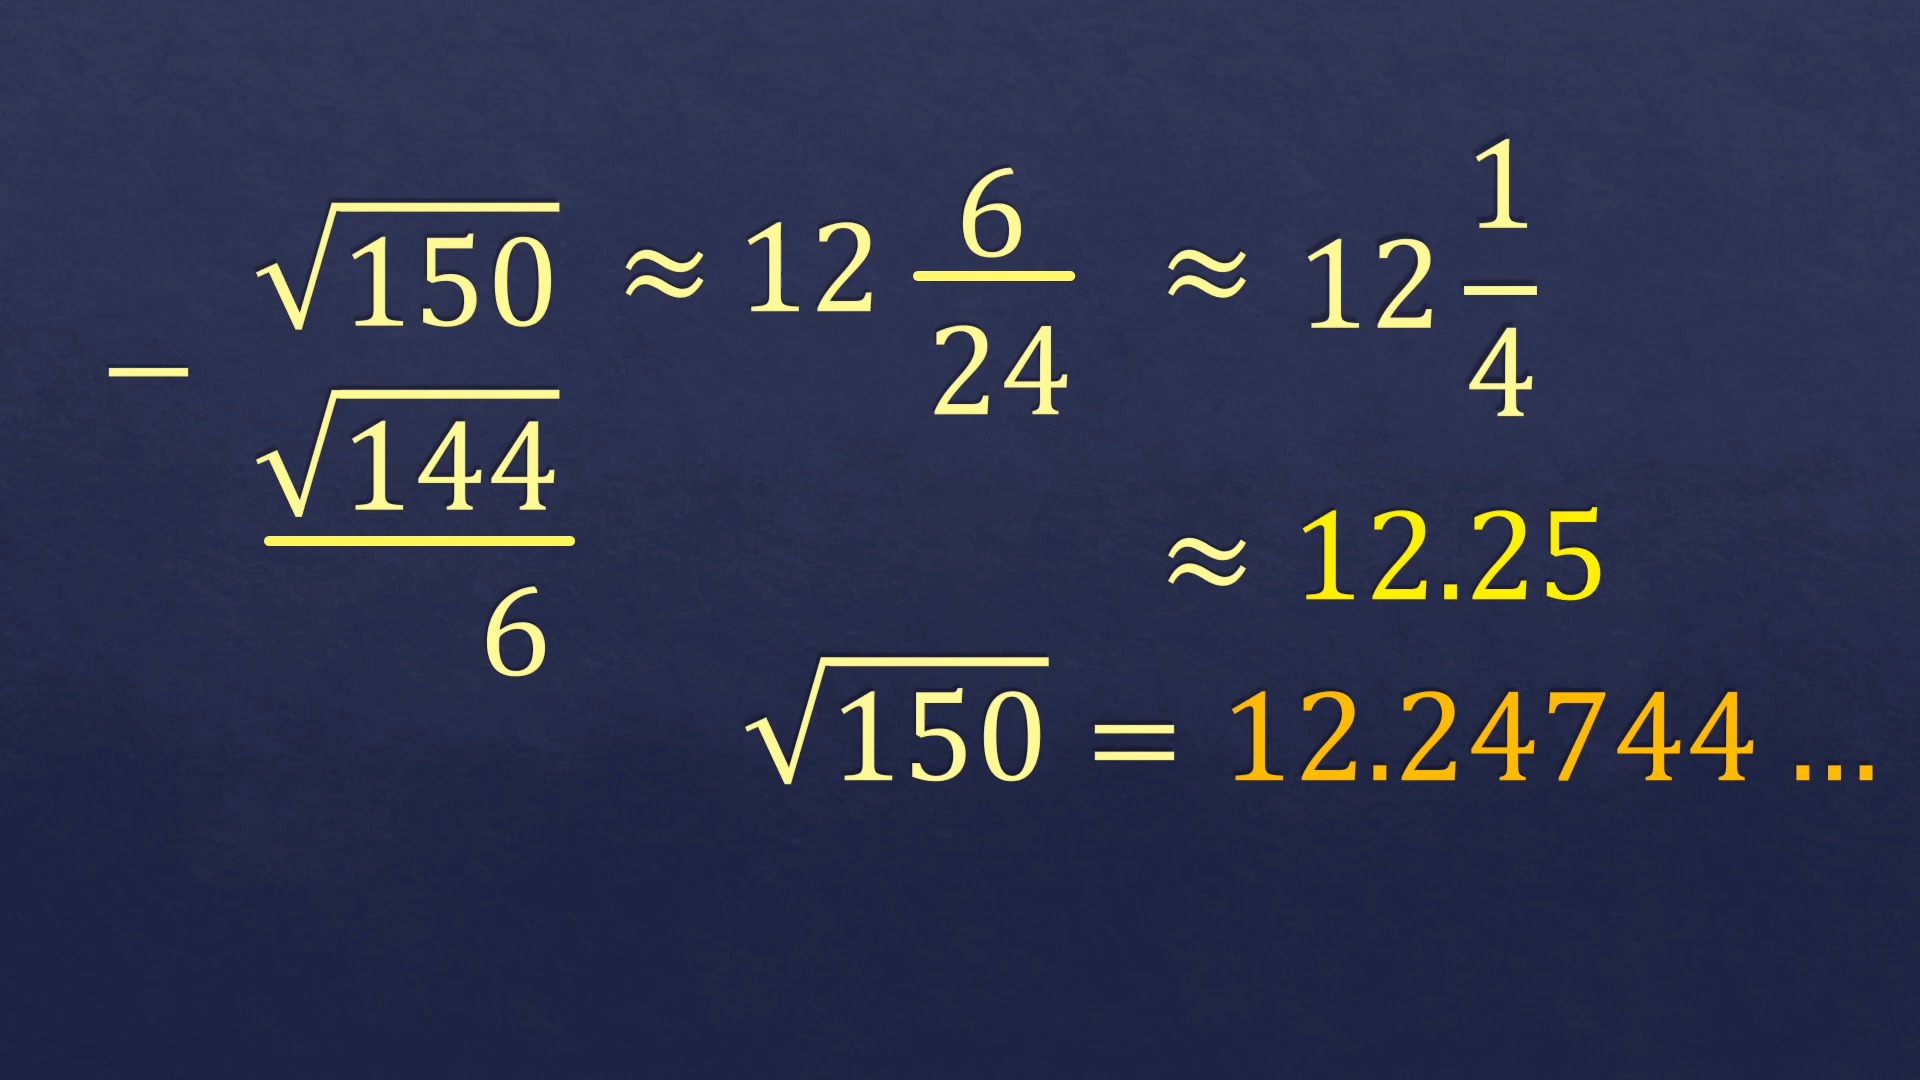 √150 ≈ 12 6/24 ≈ 12 1/4
−
√144
≈ 12.25
6
√150 = 12.24744 ...